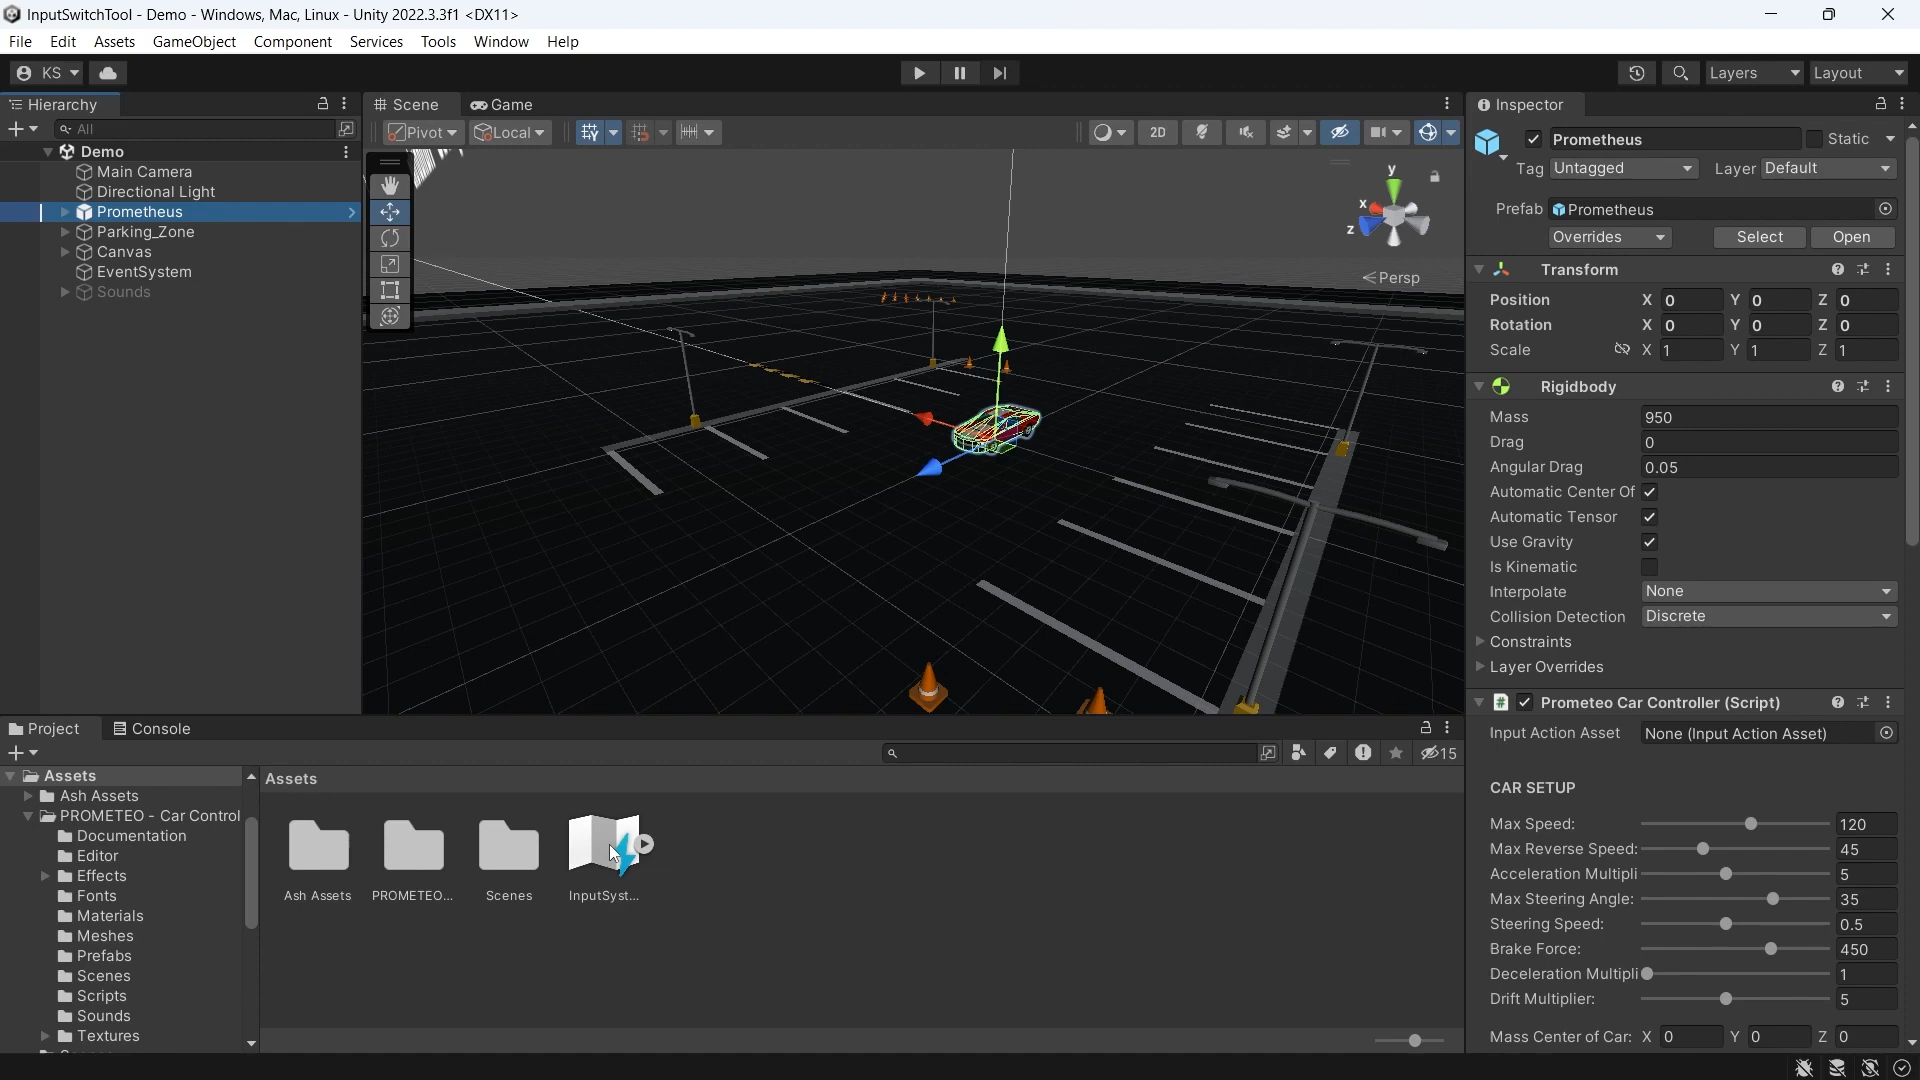 InputSwitchTool - Demo - Windows, Mac, Linux - Unity 2022.3.3f1 <DX11>
File Edit Assets GameObject Component Services Tools Window Help
KS Layers Layout
Hierarchy
All
Demo
Main Camera
Directional Light
Prometheus
Parking_Zone
Canvas
EventSystem
Sounds
Scene Game
Pivot Local 2D
y
x
z
Persp
Inspector
Prometheus Static
Tag Untagged Layer Default
Prefab Prometheus
Overrides Select Open
Transform
Position X 0 Y 0 Z 0
Rotation X 0 Y 0 Z 0
Scale X 1 Y 1 Z 1
Rigidbody
Mass 950
Drag 0
Angular Drag 0.05
Automatic Center Of
Automatic Tensor
Use Gravity
Is Kinematic
Interpolate None
Collision Detection Discrete
Constraints
Layer Overrides
Prometeo Car Controller (Script)
Input Action Asset None (Input Action Asset)
CAR SETUP
Max Speed: 120
Max Reverse Speed: 45
Acceleration Multipli 5
Max Steering Angle: 35
Steering Speed: 0.5
Brake Force: 450
Deceleration Multipli 1
Drift Multiplier: 5
Mass Center of Car: X 0 Y 0 Z 0
Project Console
15
Assets
Ash Assets
PROMETEO - Car Control
Documentation
Editor
Effects
Fonts
Materials
Meshes
Prefabs
Scenes
Scripts
Sounds
Textures
Assets
Ash Assets PROMETEO... Scenes InputSyst...